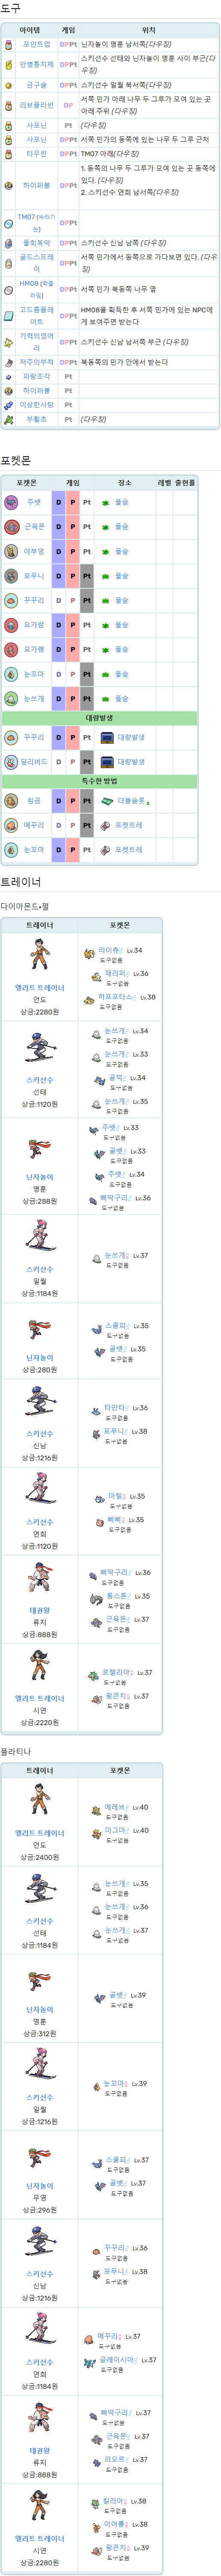 도구
아이템 게임 위치
포인트업 DPPt 닌자놀이 명훈 남서쪽(다우징)
만병통치제 DPPt 스키선수 선태와 닌자놀이 명훈 사이 부근(다우징)
금구슬 DPPt 스키선수 일월 북서쪽(다우징)
리보플라빈 DP 서쪽 민가 아래 나무 두 그루가 모여 있는 곳 아래 주위 (다우징)
사포닌 Pt (다우징)
사포닌 DPPt 서쪽 민가의 동쪽에 있는 나무 두 그루 근처
타우린 DPPt TM07 아래(다우징)
하이퍼볼 DPPt 1. 동쪽의 나무 두 그루가 모여 있는 곳 동쪽에 있다. (다우징)
2. 스키선수 연희 남서쪽(다우징)
TM07 (싸라기눈) DPPt
풀회복약 DPPt 스키선수 신남 남쪽 (다우징)
골드스프레이 DPPt 서쪽 민가에서 동쪽으로 가다보면 있다. (다우징)
HM08 (락클라임) DPPt 서쪽 민가 북동쪽 나무 옆
고드름플레이트 DPPt HM08을 획득한 후 서쪽 민가에 있는 NPC에게 보여주면 받는다
기력의덩어리 DPPt 스키선수 신남 남서쪽 부근 (다우징)
저주의부적 DPPt 북동쪽의 민가 안에서 받는다
파랑조각 Pt
하이퍼볼 Pt
이상한사탕 Pt
부활초 Pt (다우징)
포켓몬
포켓몬 게임 장소 레벨 출현률
주뱃 D P Pt 풀숲
근육몬 D P Pt 풀숲
야부엉 D P Pt 풀숲
포푸니 D P Pt 풀숲
꾸꾸리 D P Pt 풀숲
요가랑 D P Pt 풀숲
요가램 D P Pt 풀숲
눈꼬마 D P Pt 풀숲
눈쓰개 D P Pt 풀숲
대량발생
꾸꾸리 D P Pt 대량발생
딜리버드 D P Pt 대량발생
특수한 방법
링곰 D P Pt 더블슬롯
메꾸리 D P Pt 포켓트레
눈꼬마 D P Pt 포켓트레
트레이너
다이아몬드•펄
트레이너 포켓몬
엘리트 트레이너
언도
상금:2280원
라이츄♂ Lv.34
도구없음
패리퍼♂ Lv.36
도구없음
히포포타스♂ Lv.38
도구없음
스키선수
선태
상금:1120원
눈쓰개♂ Lv.34
도구없음
눈쓰개♂ Lv.33
도구없음
골덕♂ Lv.34
도구없음
눈쓰개♂ Lv.35
도구없음
닌자놀이
명훈
상금:288원
주뱃♂ Lv.33
도구없음
골뱃♂ Lv.33
도구없음
주뱃♂ Lv.34
도구없음
삐딱구리♂ Lv.36
도구없음
스키선수
일월
상금:1184원
눈쓰개♀ Lv.37
도구없음
닌자놀이
상금:280원
스콜피♂ Lv.35
도구없음
골뱃♂ Lv.35
도구없음
스키선수
신남
상금:1216원
타만타♂ Lv.36
도구없음
포푸니♂ Lv.38
도구없음
스키선수
연희
상금:1120원
마릴♀ Lv.35
도구없음
삐삐♀ Lv.35
도구없음
태권왕
류지
상금:888원
삐딱구리♂ Lv.36
도구없음
롱스톤♂ Lv.35
도구없음
근육몬♂ Lv.37
도구없음
엘리트 트레이너
시연
상금:2220원
로젤리아♀ Lv.37
도구없음
왕콘치♀ Lv.37
도구없음
플라티나
트레이너 포켓몬
엘리트 트레이너
언도
상금:2400원
에레브♂ Lv.40
도구없음
마그마♂ Lv.40
도구없음
스키선수
선태
상금:1184원
눈쓰개♂ Lv.35
도구없음
눈쓰개♂ Lv.36
도구없음
눈쓰개♂ Lv.37
도구없음
닌자놀이
명훈
상금:312원
골뱃♂ Lv.39
도구없음
스키선수
일월
상금:1216원
눈꼬마♀ Lv.39
도구없음
닌자놀이
무영
상금:296원
스콜피♂ Lv.37
도구없음
골뱃♂ Lv.37
도구없음
스키선수
신남
상금:1216원
꾸꾸리♂ Lv.36
도구없음
포푸니♂ Lv.38
도구없음
스키선수
연희
상금:1184원
메꾸리♀ Lv.37
도구없음
글레이시아♂ Lv.37
도구없음
태권왕
류지
상금:888원
삐딱구리♂ Lv.37
도구없음
근육몬♂ Lv.37
도구없음
리오르♂ Lv.37
도구없음
엘리트 트레이너
시연
상금:2280원
킬리아♀ Lv.38
도구없음
이어롭♀ Lv.38
도구없음
왕콘치♀ Lv.39
도구없음